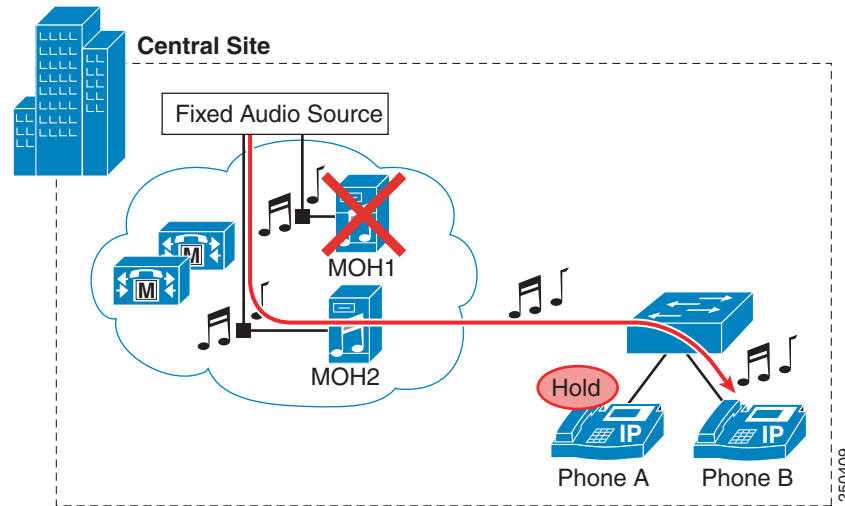 Central Site
Fixed Audio Source
MOH1
M
M
MOH2
Hold
IP
IP
Phone A
Phone B
250409